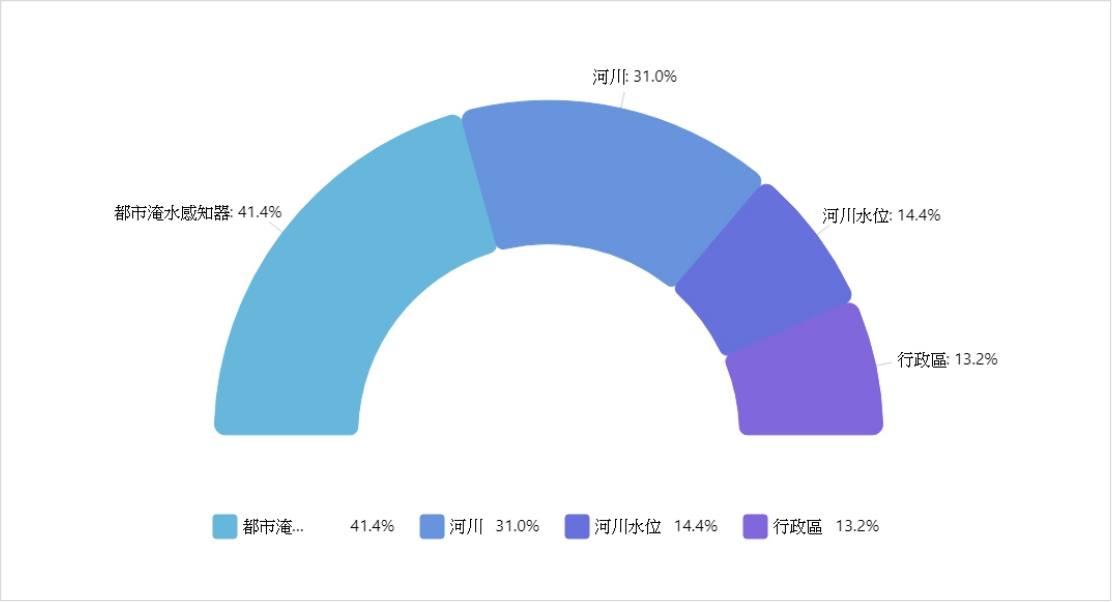 河川: 31.0%
都市淹水感知器: 41.4%
河川水位: 14.4%
行政區: 13.2%
都市淹... 41.4% 河川 31.0% 河川水位 14.4% 行政區 13.2%